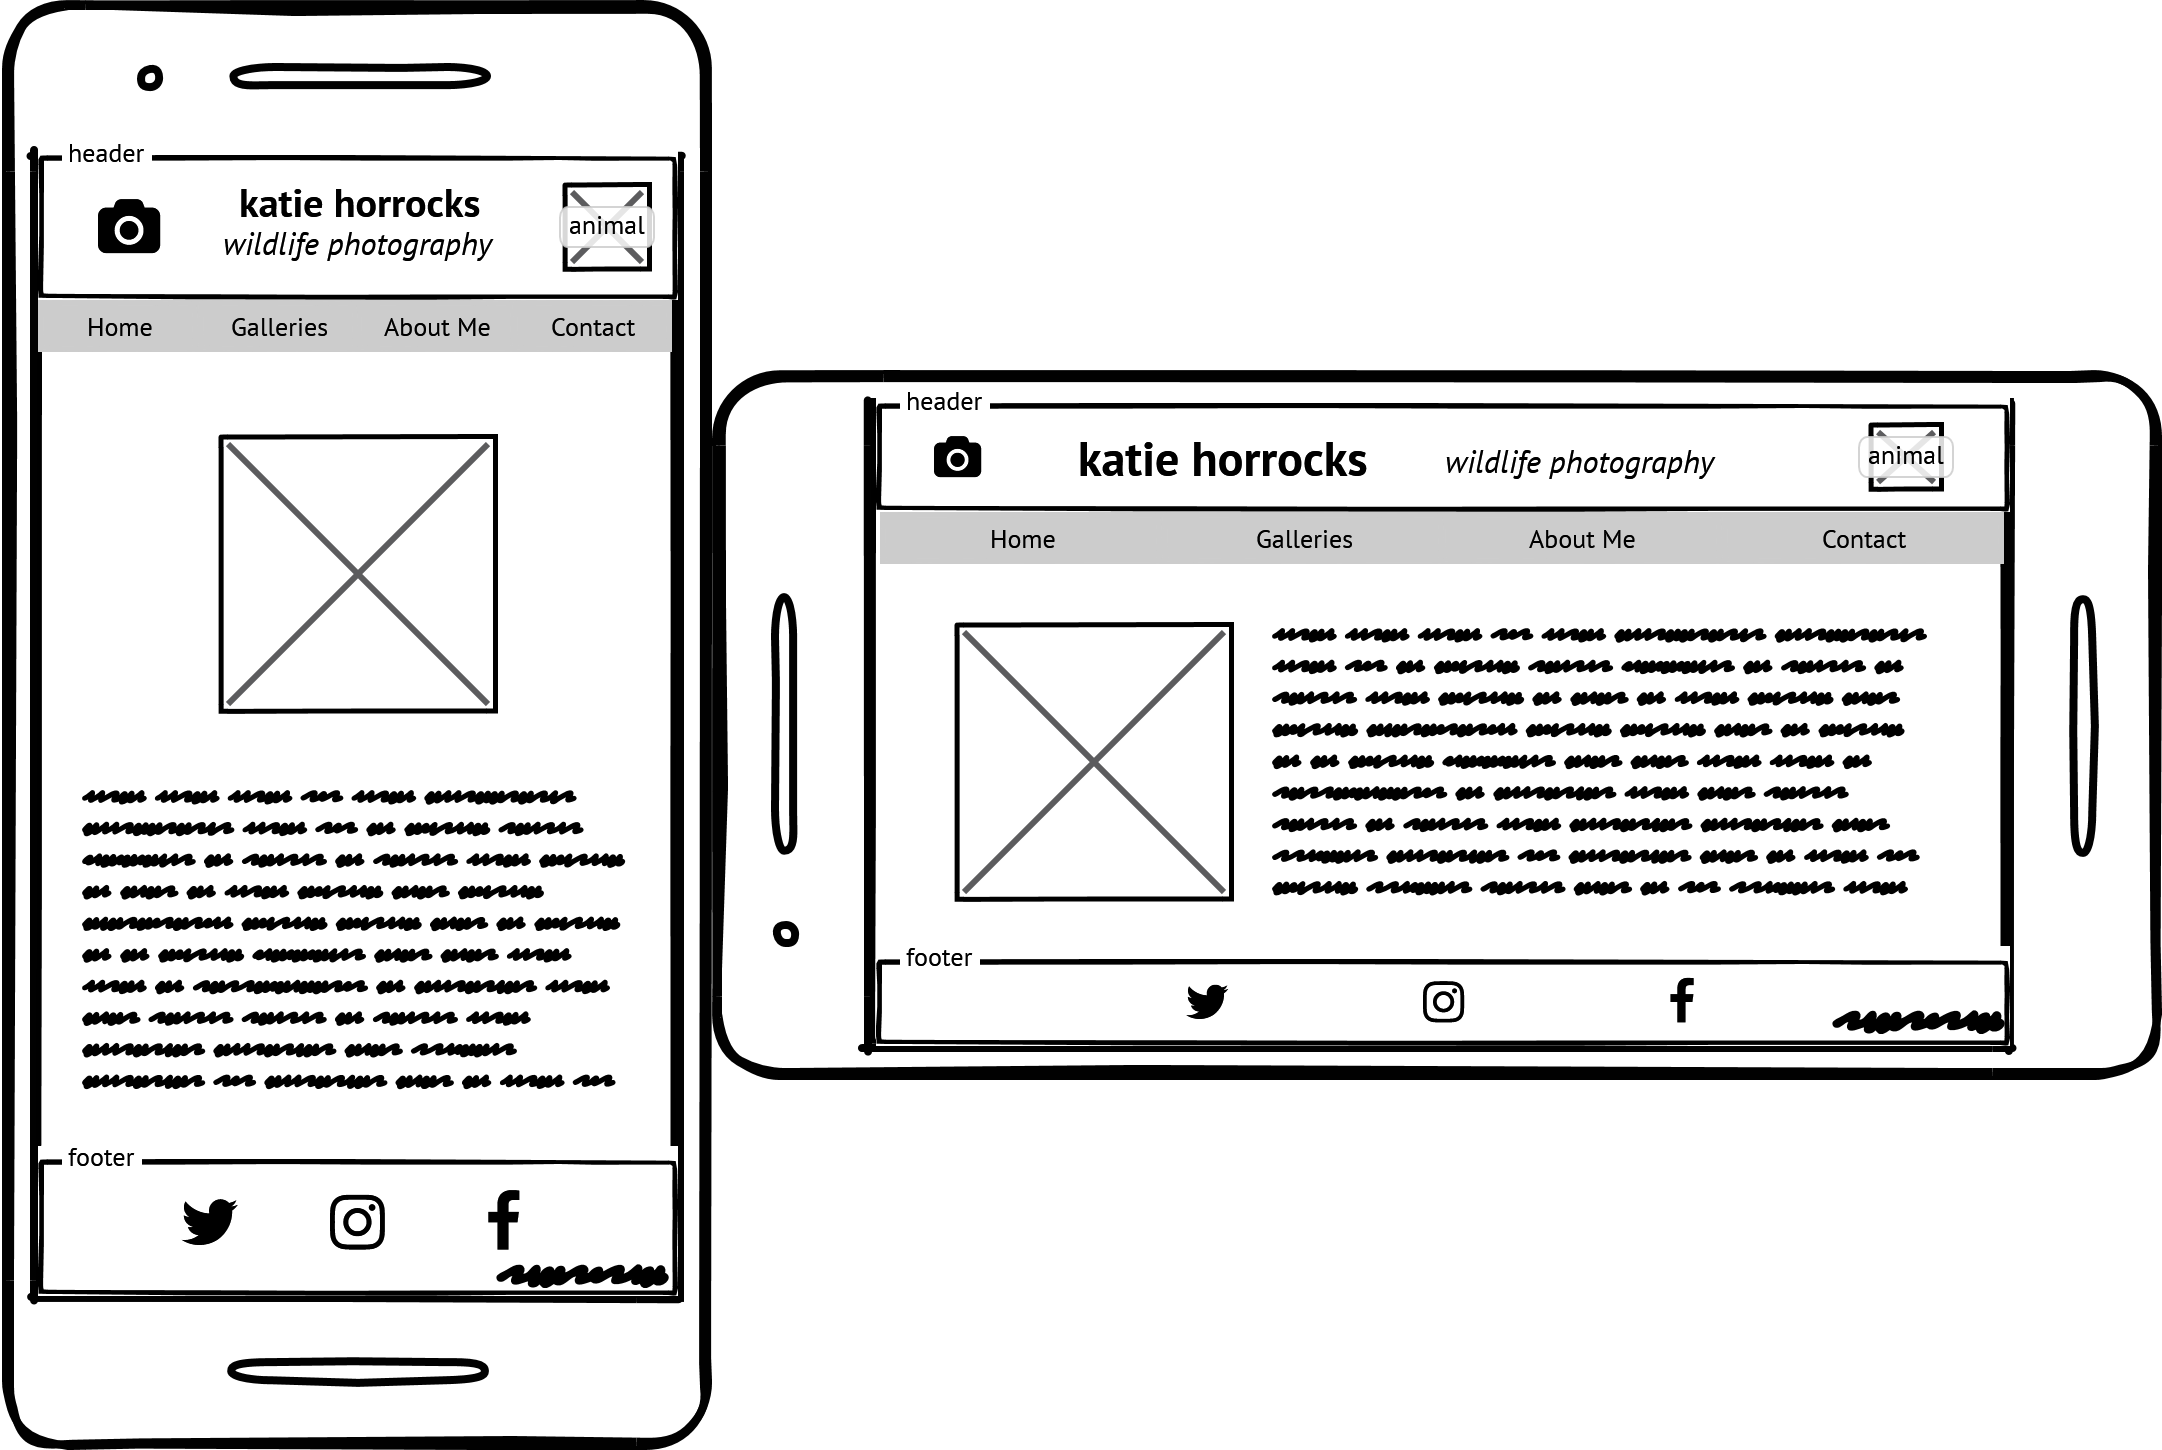 header
katie horrocks
wildlife photography
animal
Home Galleries About Me Contact
footer
header
katie horrocks wildlife photography animal
Home Galleries About Me Contact
footer